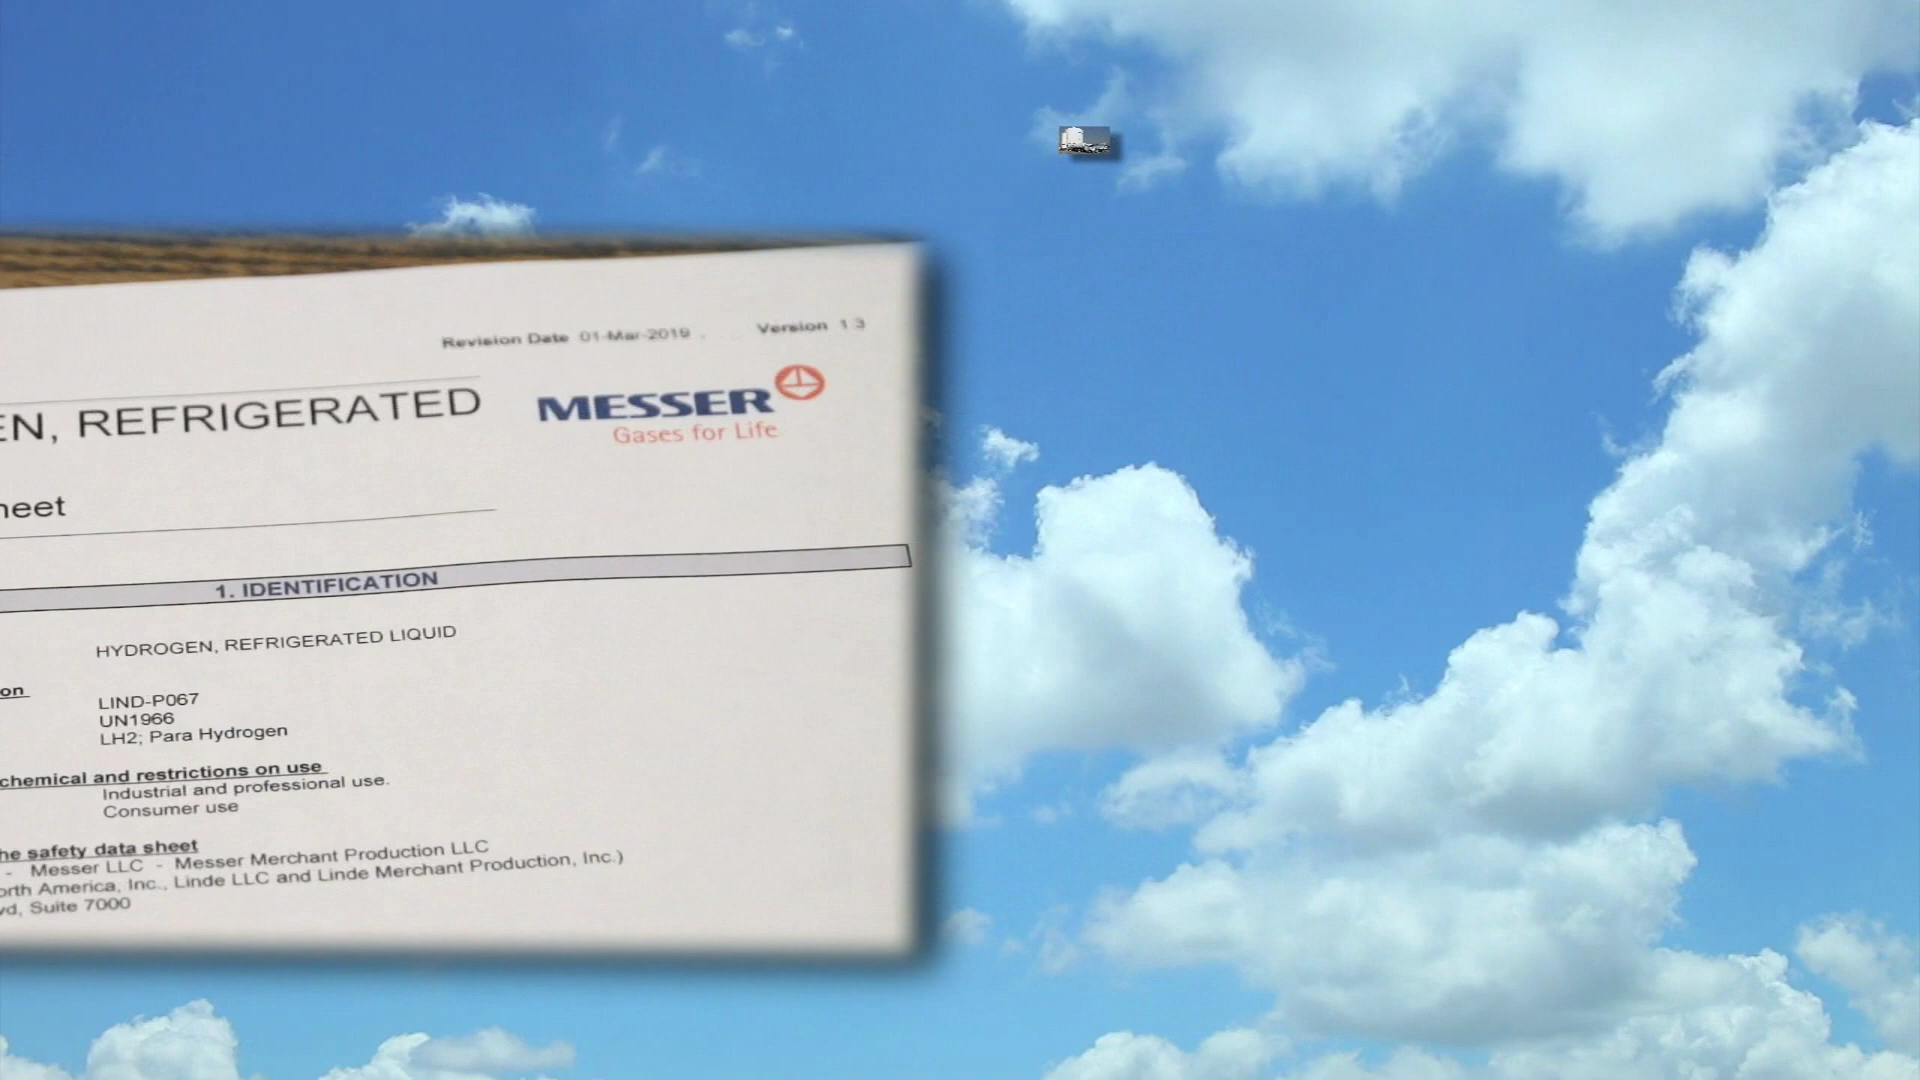 Revision Date 01-Mar-2019 Version 1.3
EN, REFRIGERATED
MESSER
Gases for Life
heet
1. IDENTIFICATION
HYDROGEN, REFRIGERATED LIQUID
on
LIND-P067
UN1966
LH2; Para Hydrogen
chemical and restrictions on use
Industrial and professional use.
Consumer use
he safety data sheet
- Messer LLC - Messer Merchant Production LLC
orth America, Inc., Linde LLC and Linde Merchant Production, Inc.)
vd, Suite 7000